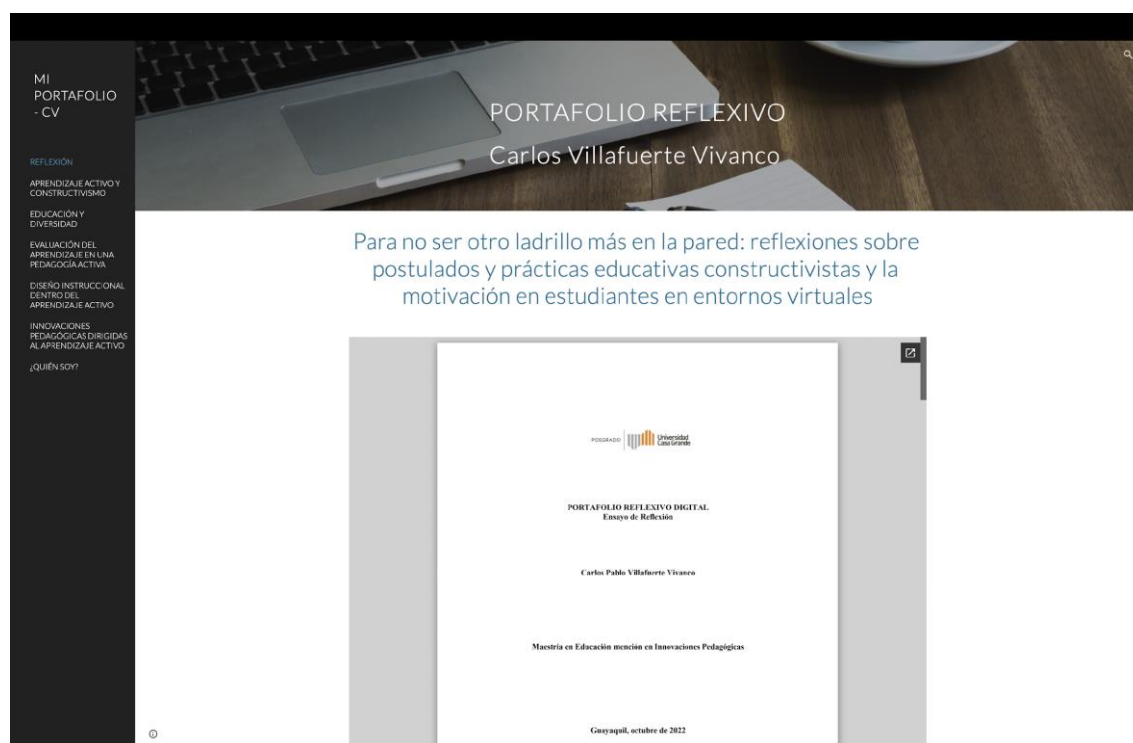 MI
PORTAFOLIO
- CV
REFLEXIÓN
APRENDIZAJE ACTIVO Y
CONSTRUCTIVISMO
EDUCACIÓN Y
DIVERSIDAD
EVALUACIÓN DEL
APRENDIZAJE EN UNA
PEDAGOGÍA ACTIVA
DISEÑO INSTRUCCIONAL
DENTRO DEL
APRENDIZAJE ACTIVO
INNOVACIONES
PEDAGÓGICAS DIRIGIDAS
AL APRENDIZAJE ACTIVO
¿QUIÉN SOY?
PORTAFOLIO REFLEXIVO
Carlos Villafuerte Vivanco
Para no ser otro ladrillo más en la pared: reflexiones sobre
postulados y prácticas educativas constructivistas y la
motivación en estudiantes en entornos virtuales
POSGRADO
Universidad
Casa Grande
PORTAFOLIO REFLEXIVO DIGITAL
Ensayo de Reflexión
Carlos Pablo Villafuerte Vivanco
Maestría en Educación mención en Innovaciones Pedagógicas
Guayaquil, octubre de 2022